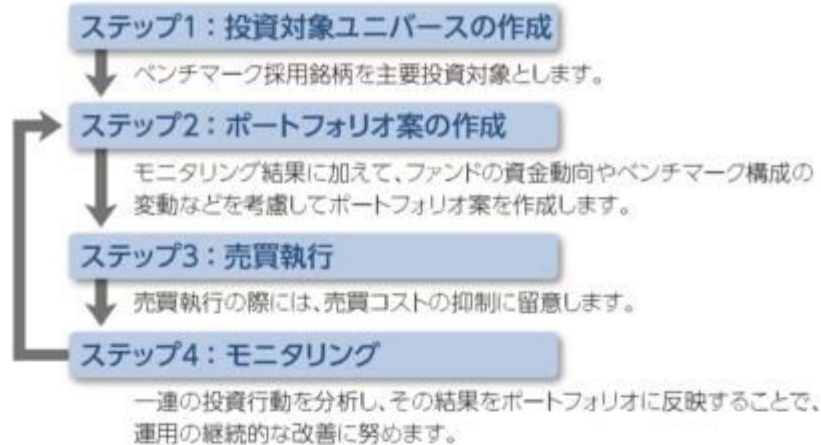 ステップ1：投資対象ユニバースの作成
ベンチマーク採用銘柄を主要投資対象とします。
ステップ2：ポートフォリオ案の作成
モニタリング結果に加えて、ファンドの資金動向やベンチマーク構成の
変動などを考慮してポートフォリオ案を作成します。
ステップ3：売買執行
売買執行の際には、売買コストの抑制に留意します。
ステップ4：モニタリング
一連の投資行動を分析し、その結果をポートフォリオに反映することで、
運用の継続的な改善に努めます。